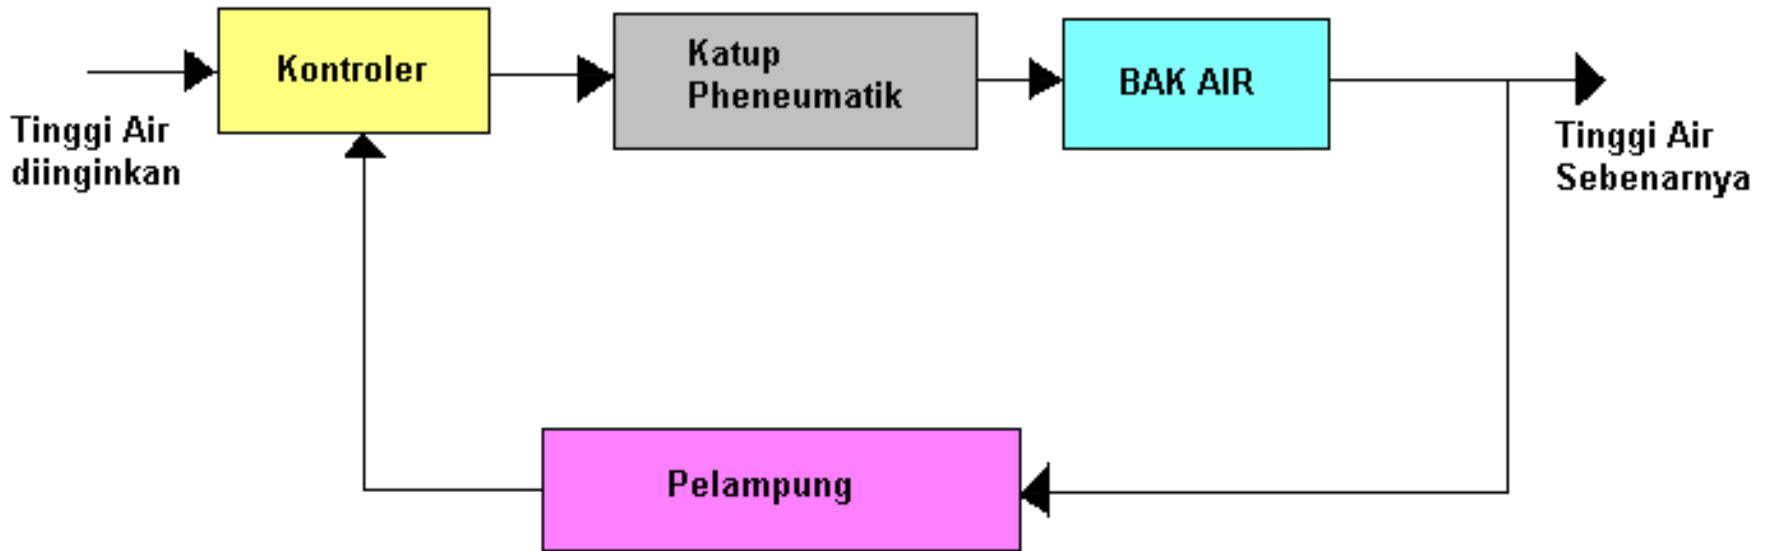 Kontroler
Katup
Pheneumatik
BAK AIR
Tinggi Air
diinginkan
Tinggi Air
Sebenarnya
Pelampung